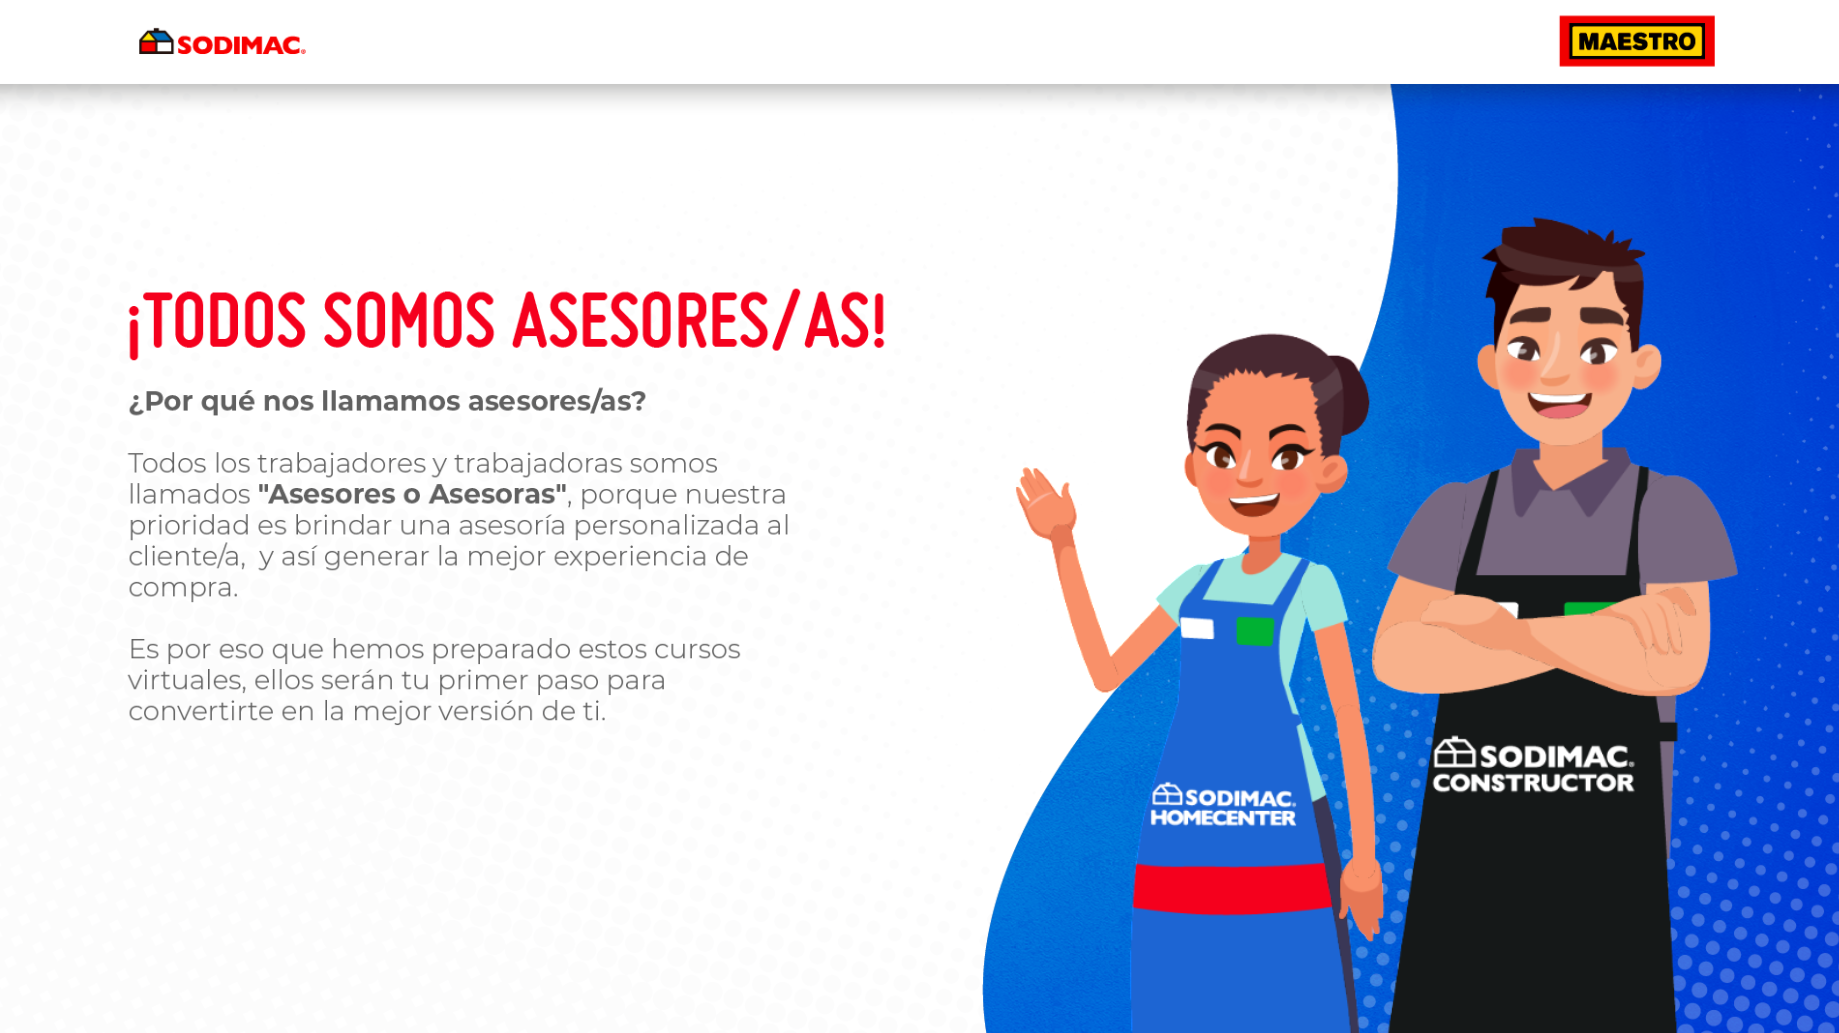 SODIMAC®
MAESTRO
¡TODOS SOMOS ASESORES/AS!
¿Por qué nos llamamos asesores/as?
Todos los trabajadores y trabajadoras somos
llamados "Asesores o Asesoras", porque nuestra
prioridad es brindar una asesoría personalizada al
cliente/a,  y así generar la mejor experiencia de
compra.
Es por eso que hemos preparado estos cursos
virtuales, ellos serán tu primer paso para
convertirte en la mejor versión de ti.
SODIMAC®
HOMECENTER
SODIMAC®
CONSTRUCTOR